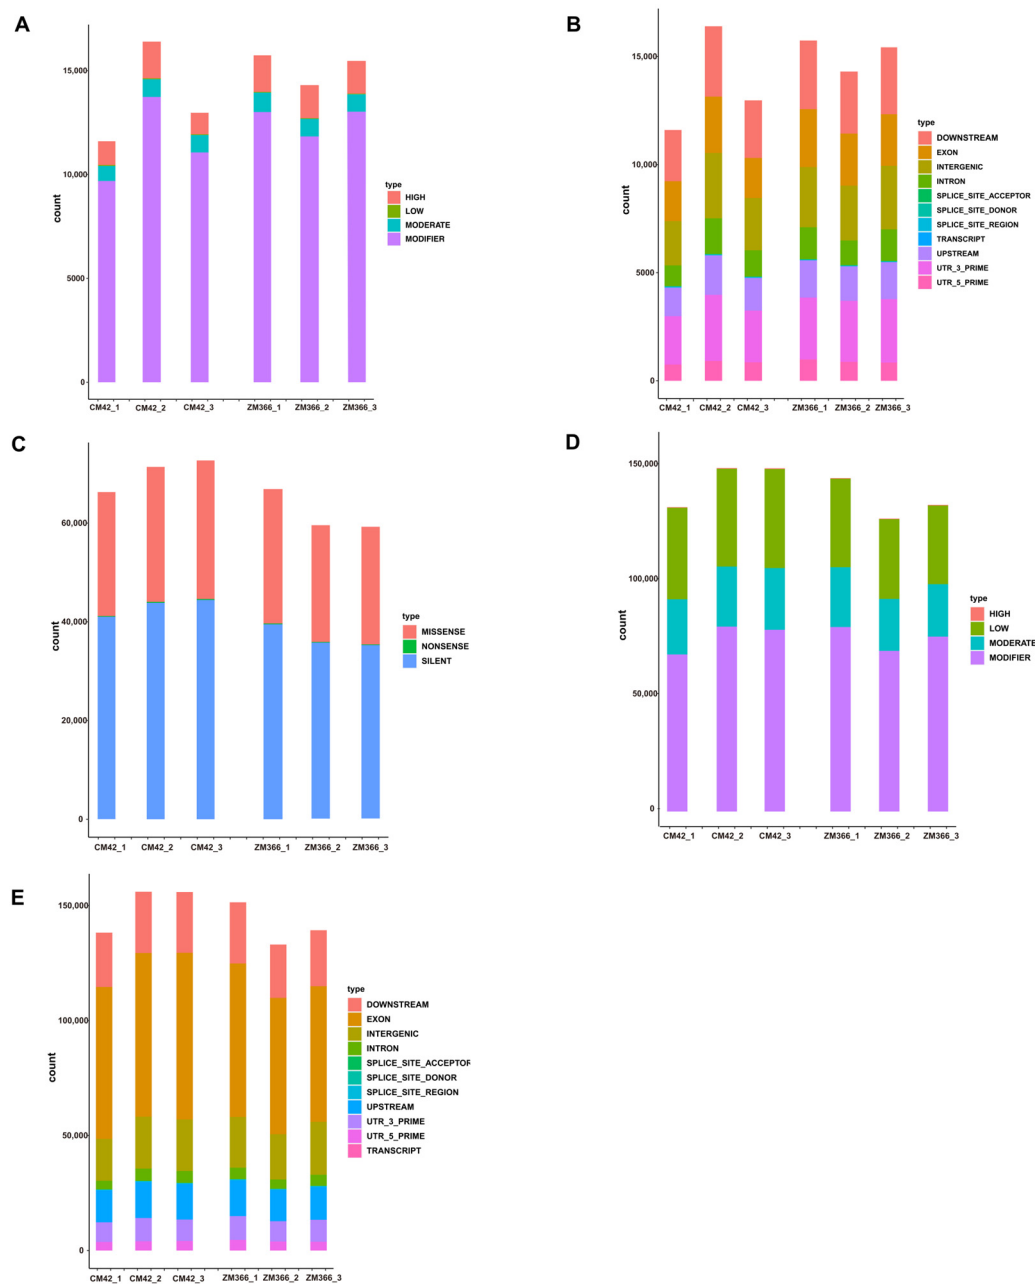 A
15,000
10,000
5000
0
count
CM42_1 CM42_2 CM42_3 ZM366_1 ZM366_2 ZM366_3
type
HIGH
LOW
MODERATE
MODIFIER
B
15,000
10,000
5000
0
count
CM42_1 CM42_2 CM42_3 ZM366_1 ZM366_2 ZM366_3
type
DOWNSTREAM
EXON
INTERGENIC
INTRON
SPLICE_SITE_ACCEPTOR
SPLICE_SITE_DONOR
SPLICE_SITE_REGION
TRANSCRIPT
UPSTREAM
UTR_3_PRIME
UTR_5_PRIME
C
60,000
40,000
20,000
0
count
CM42_1 CM42_2 CM42_3 ZM366_1 ZM366_2 ZM366_3
type
MISSENSE
NONSENSE
SILENT
D
150,000
100,000
50,000
0
count
CM42_1 CM42_2 CM42_3 ZM366_1 ZM366_2 ZM366_3
type
HIGH
LOW
MODERATE
MODIFIER
E
150,000
100,000
50,000
0
count
CM42_1 CM42_2 CM42_3 ZM366_1 ZM366_2 ZM366_3
type
DOWNSTREAM
EXON
INTERGENIC
INTRON
SPLICE_SITE_ACCEPTOR
SPLICE_SITE_DONOR
SPLICE_SITE_REGION
UPSTREAM
UTR_3_PRIME
UTR_5_PRIME
TRANSCRIPT